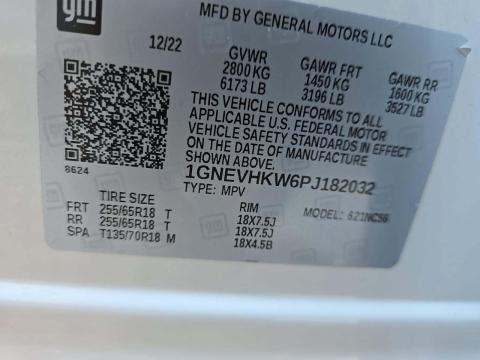 gm
MFD BY GENERAL MOTORS LLC
12/22
GVWR
2800 KG
6173 LB
GAWR FRT
1450 KG
3196 LB
GAWR RR
1600 KG
3527 LB
THIS VEHICLE CONFORMS TO ALL
APPLICABLE U.S. FEDERAL MOTOR
VEHICLE SAFETY STANDARDS IN EFFECT
ON THE DATE OF MANUFACTURE
SHOWN ABOVE.
8624
1GNEVHKW6PJ182032
TYPE: MPV
MODEL: 621NC56
TIRE SIZE
RIM
FRT 255/65R18 T 18X7.5J
RR 255/65R18 T 18X7.5J
SPA T135/70R18 M 18X4.5B